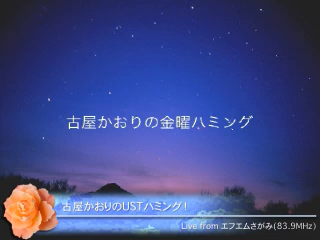 古屋かおりの金曜ハミング
古屋かおりのUSTハミング!
Live from エフエムさがみ(83.9MHz)